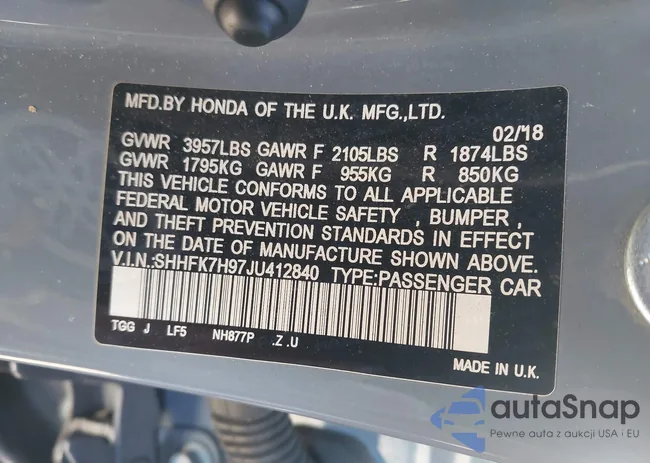 MFD.BY HONDA OF THE U.K. MFG.,LTD.
02/18
GVWR 3957LBS GAWR F 2105LBS R 1874LBS
GVWR 1795KG GAWR F 955KG R 850KG
THIS VEHICLE CONFORMS TO ALL APPLICABLE
FEDERAL MOTOR VEHICLE SAFETY , BUMPER ,
AND THEFT PREVENTION STANDARDS IN EFFECT
ON THE DATE OF MANUFACTURE SHOWN ABOVE.
V.I.N.:SHHFK7H97JU412840 TYPE:PASSENGER CAR
TGG J LF5 NH877P .Z.U
MADE IN U.K.
autaSnap
Pewne auta z aukcji USA i EU